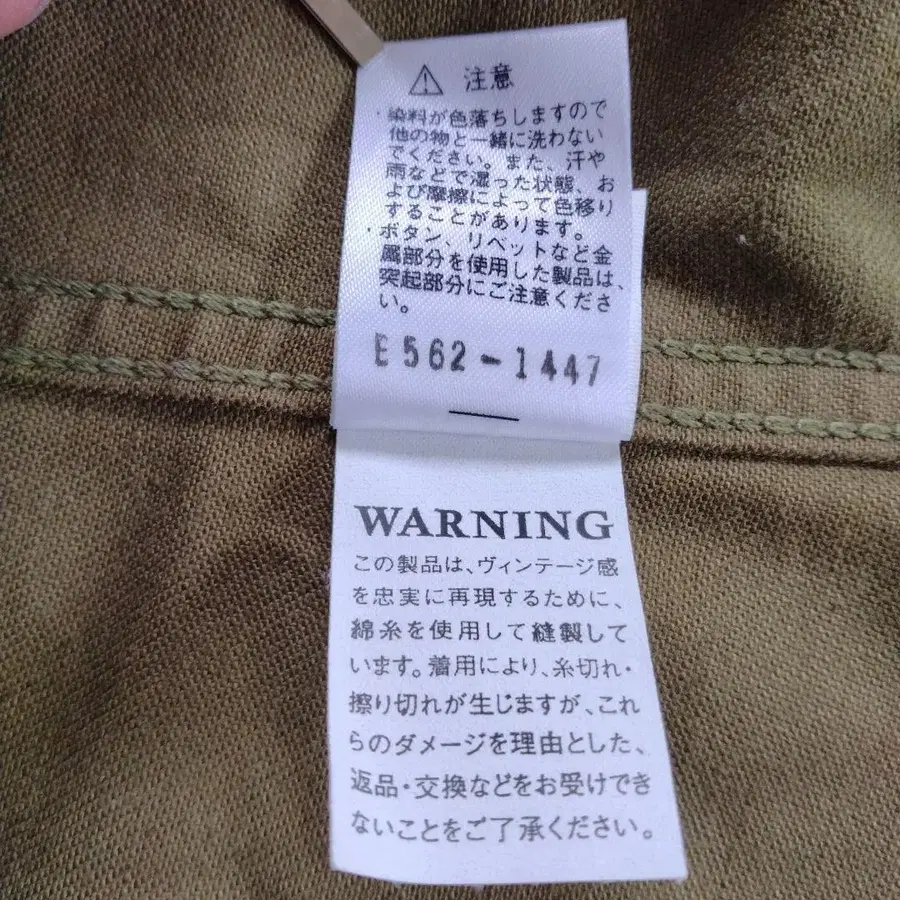 ⚠ 注意
・染料が色落ちしますので
他の物と一緒に洗わない
でください。また、汗や
雨などで湿った状態、お
よび摩擦によって色移り
することがあります。
・ボタン、リベットなど金
属部分を使用した製品は、
突起部分にご注意くださ
い。
E562-1447
WARNING
この製品は、ヴィンテージ感
を忠実に再現するために、
綿糸を使用して縫製して
います。着用により、糸切れ・
擦り切れが生じますが、これ
らのダメージを理由とした、
返品・交換などをお受けでき
ないことをご了承ください。